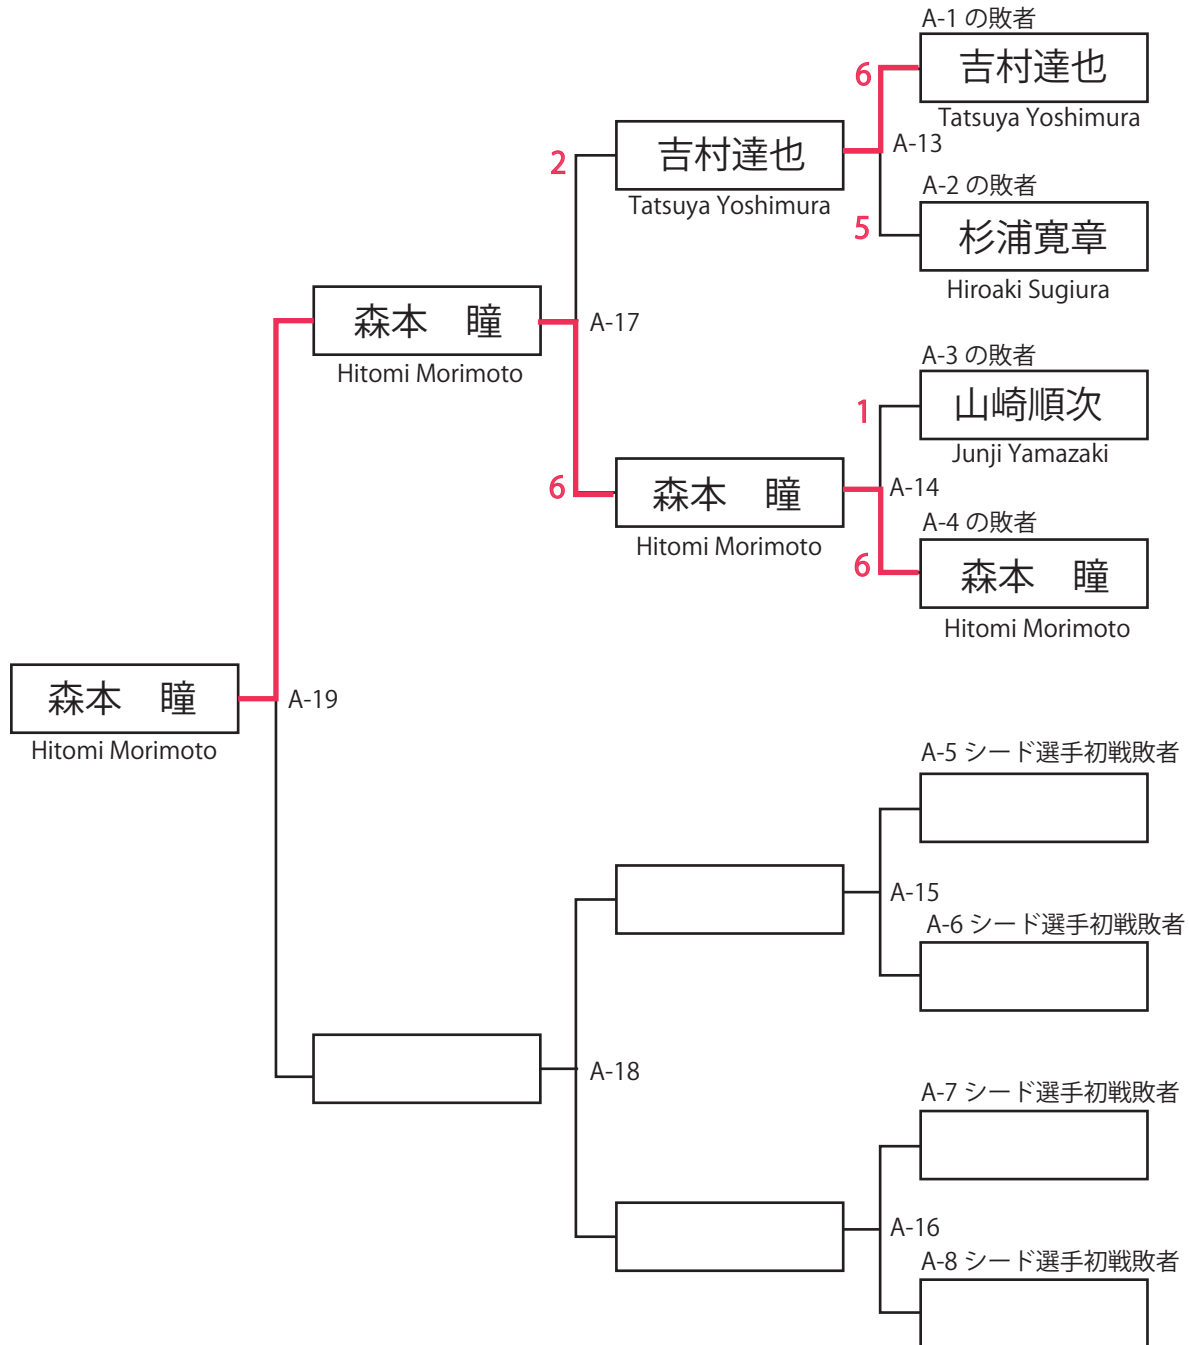 A-1 の敗者
吉村達也
Tatsuya Yoshimura
6
A-13
5
A-2 の敗者
杉浦寛章
Hiroaki Sugiura
2
吉村達也
Tatsuya Yoshimura
森本　瞳
Hitomi Morimoto
A-17
A-3 の敗者
山崎順次
Junji Yamazaki
1
A-14
6
A-4 の敗者
森本　瞳
Hitomi Morimoto
6
森本　瞳
Hitomi Morimoto
森本　瞳
Hitomi Morimoto
A-19
A-5 シード選手初戦敗者
A-15
A-6 シード選手初戦敗者
A-18
A-7 シード選手初戦敗者
A-16
A-8 シード選手初戦敗者